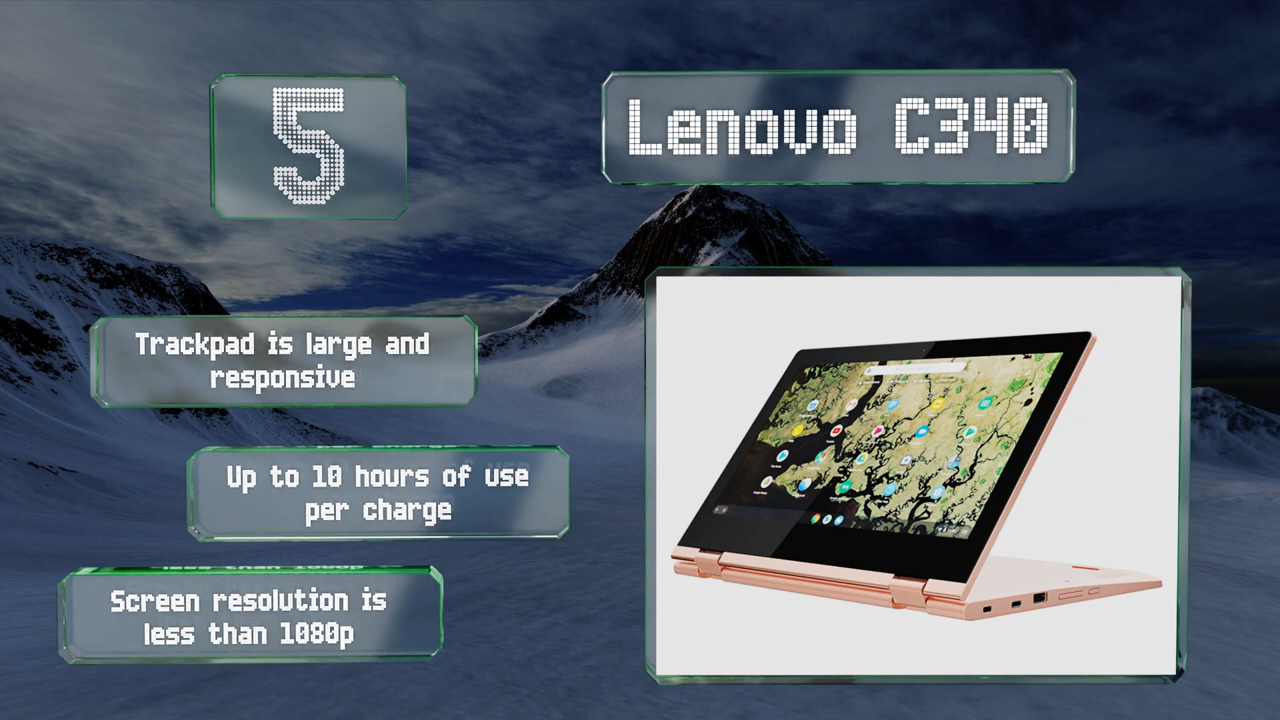 5
Lenovo C340
Trackpad is large and
responsive
Up to 10 hours of use
per charge
Screen resolution is
less than 1080p